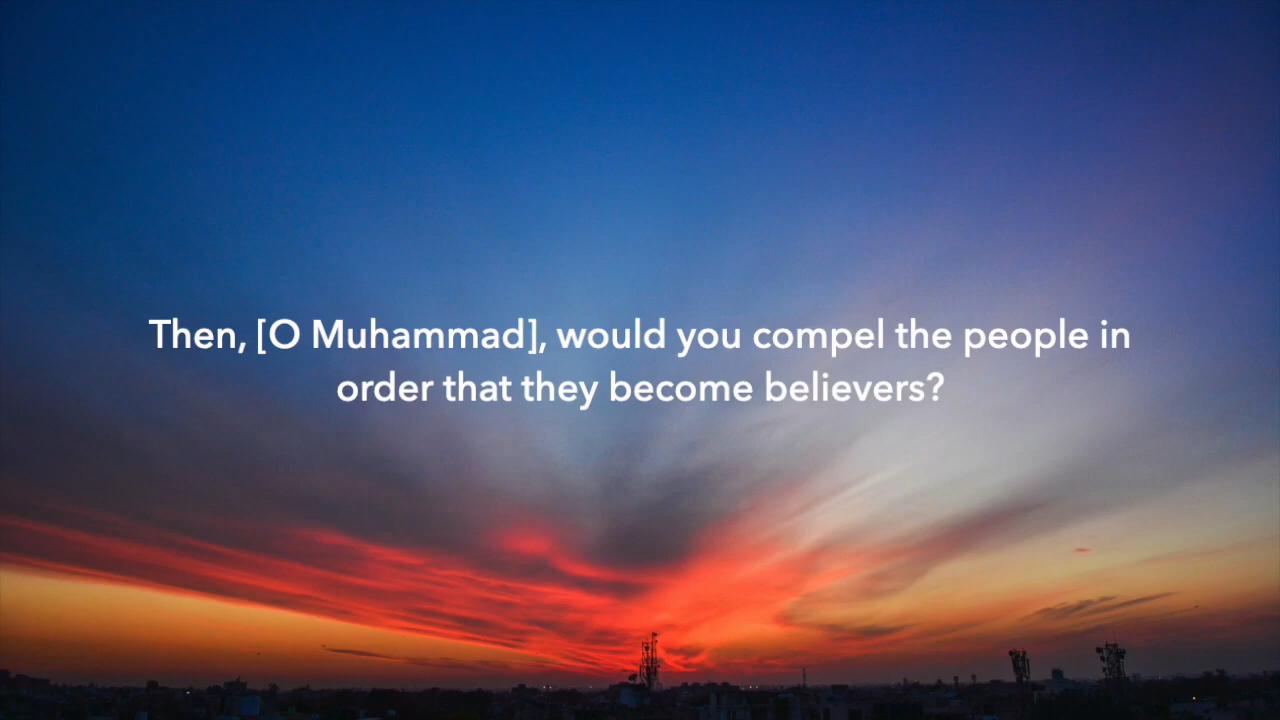 Then, [O Muhammad], would you compel the people in
order that they become believers?